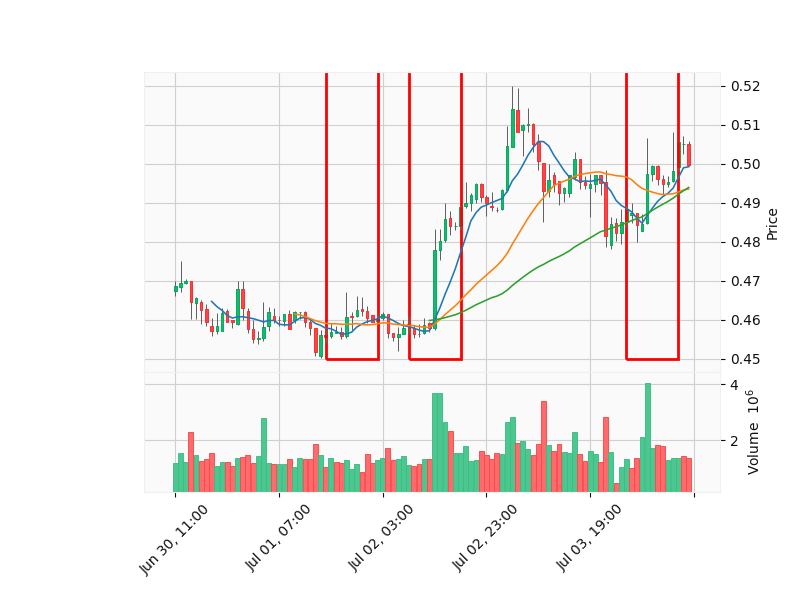 0.52
0.51
0.50
0.49
0.48
0.47
0.46
0.45
Price
4
2
Volume 10^6
Jun 30, 11:00
Jul 01, 07:00
Jul 02, 03:00
Jul 02, 23:00
Jul 03, 19:00